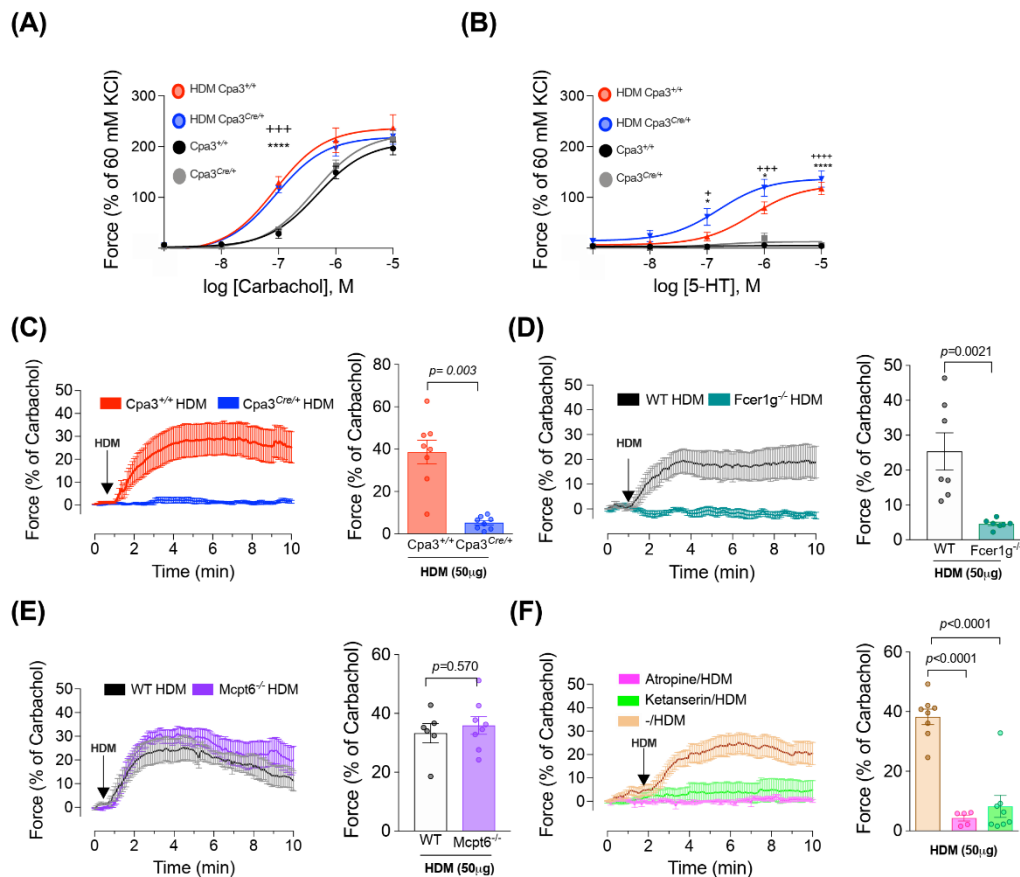 (A)
HDM Cpa3+/+
HDM Cpa3Cre/+
Cpa3+/+
Cpa3Cre/+
Force (% of 60 mM KCl)
300
200
100
0
+++
****
-8
-7
-6
-5
log [Carbachol], M
(B)
HDM Cpa3+/+
HDM Cpa3Cre/+
Cpa3+/+
Cpa3Cre/+
Force (% of 60 mM KCl)
300
200
100
0
+
*
+++
*
++++
****
-8
-7
-6
-5
log [5-HT], M
(C)
Force (% of Carbachol)
50
40
30
20
10
0
Cpa3+/+ HDM
Cpa3Cre/+ HDM
HDM
0
2
4
6
8
10
Time (min)
Force (% of Carbachol)
80
60
40
20
0
p= 0.003
Cpa3+/+
Cpa3Cre/+
HDM (50µg)
(D)
Force (% of Carbachol)
50
40
30
20
10
0
WT HDM
Fcer1g-/- HDM
HDM
0
2
4
6
8
10
Time (min)
Force (% of Carbachol)
50
40
30
20
10
0
p=0.0021
WT
Fcer1g-/-
HDM (50µg)
(E)
Force (% of Carbachol)
50
40
30
20
10
0
WT HDM
Mcpt6-/- HDM
HDM
0
2
4
6
8
10
Time (min)
Force (% of Carbachol)
60
40
20
0
p=0.570
WT
Mcpt6-/-
HDM (50µg)
(F)
Force (% of Carbachol)
50
40
30
20
10
0
Atropine/HDM
Ketanserin/HDM
-/HDM
HDM
0
2
4
6
8
10
Time (min)
Force (% of Carbachol)
60
40
20
0
p<0.0001
p<0.0001
HDM (50µg)